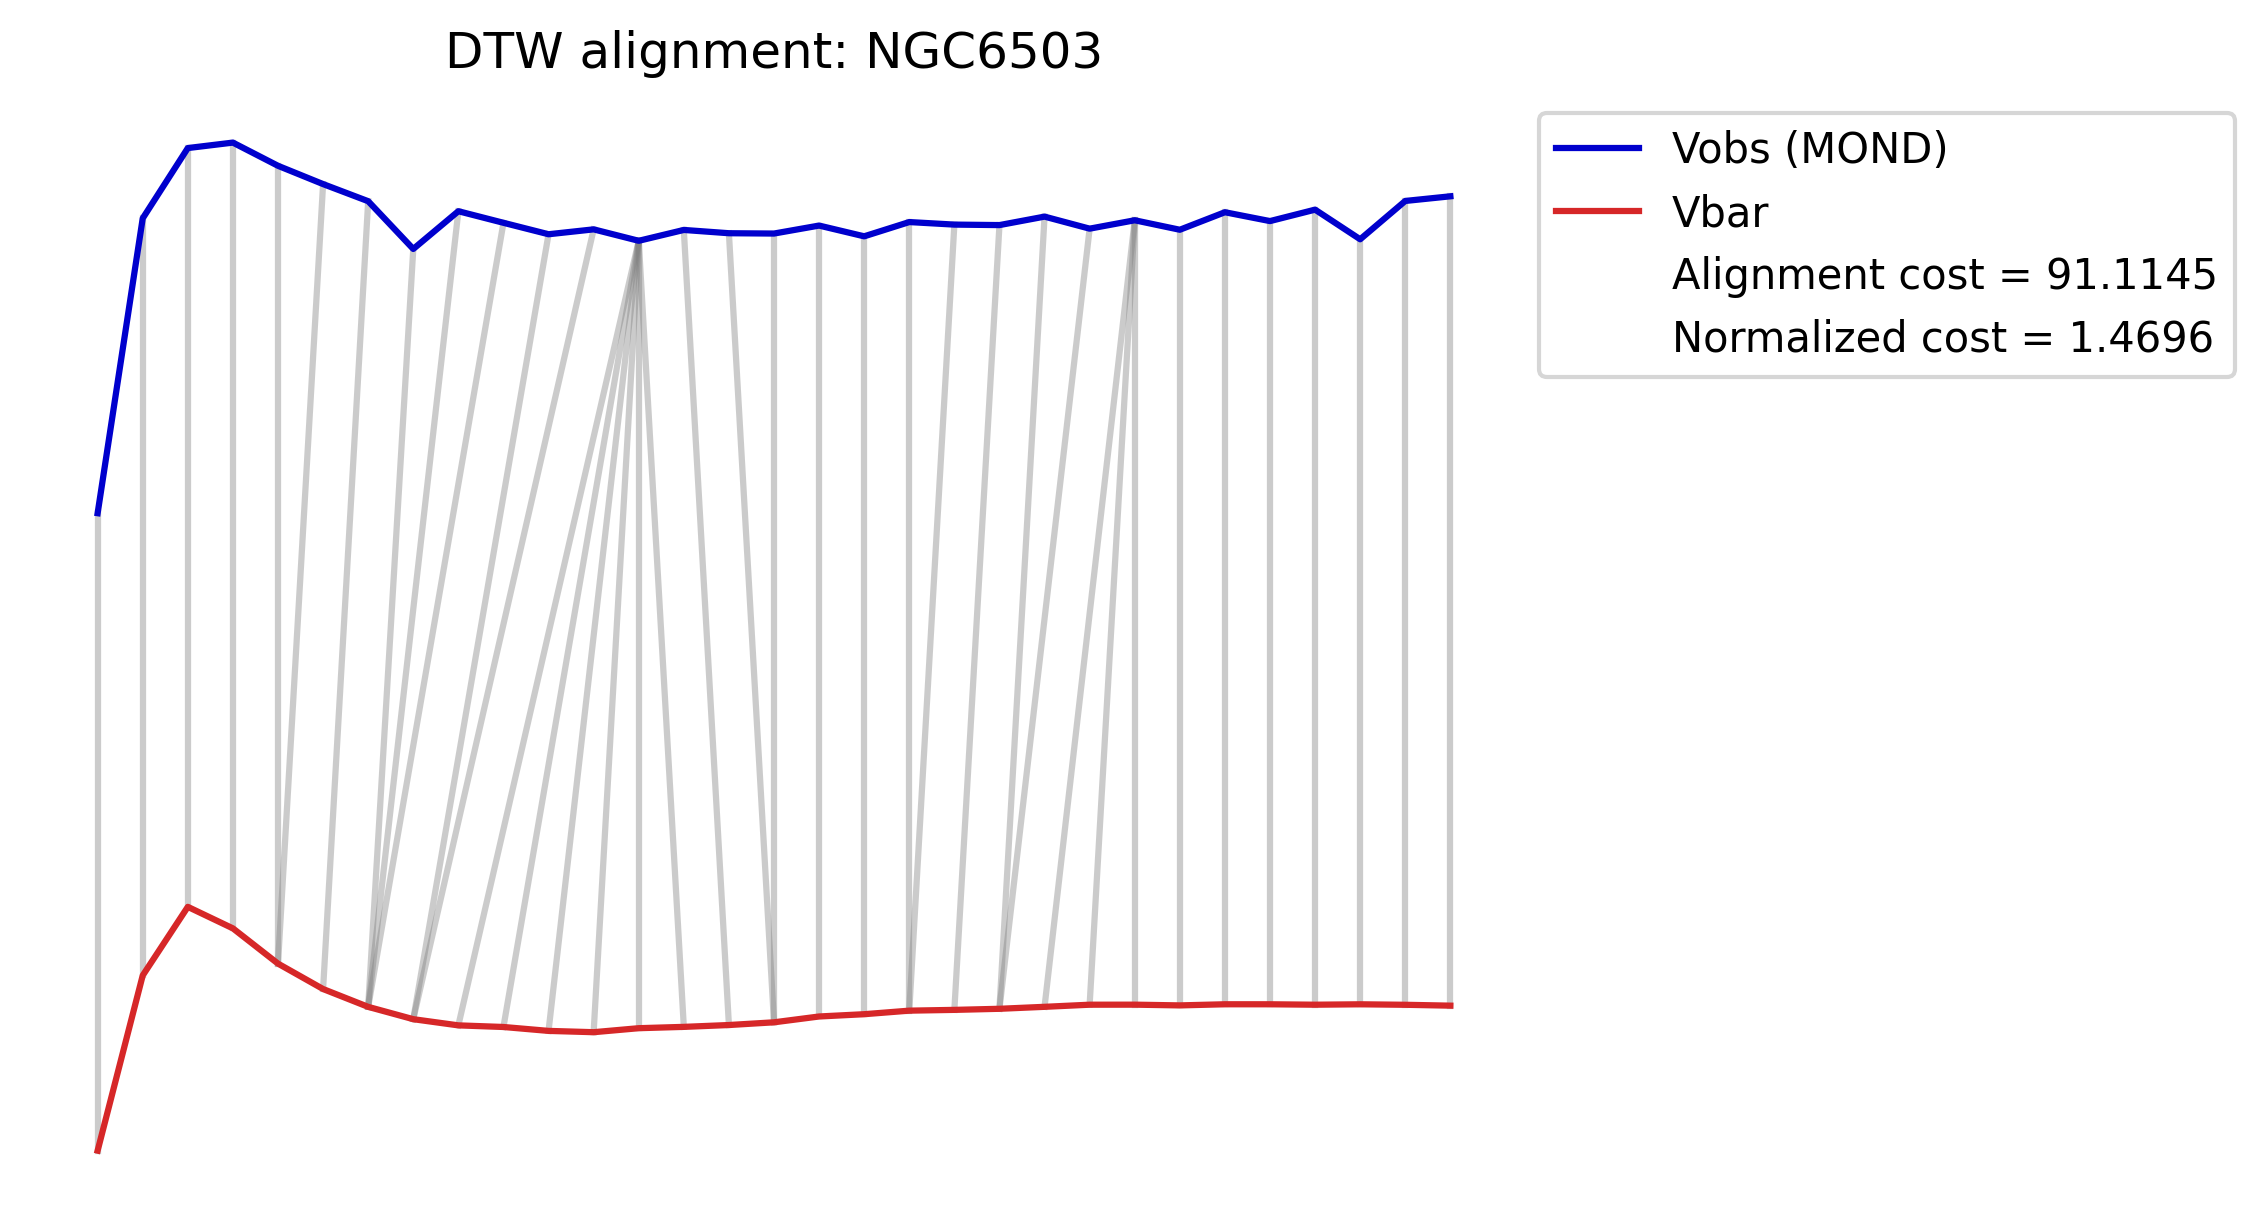 DTW alignment: NGC6503
Vobs (MOND)
Vbar
Alignment cost = 91.1145
Normalized cost = 1.4696